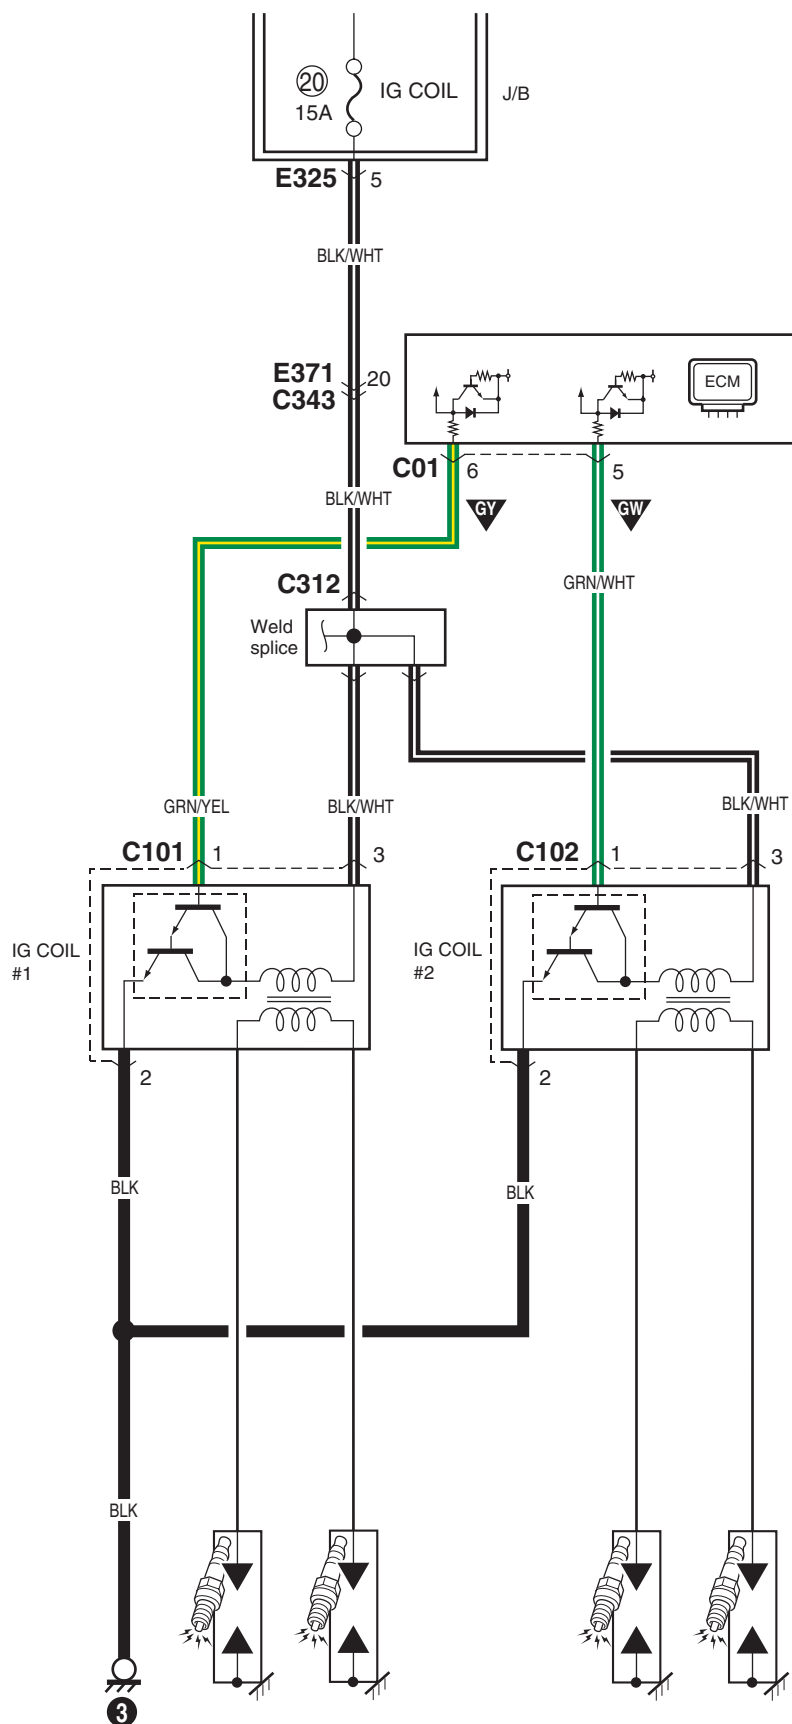 20
15A
IG COIL
J/B
E325
5
BLK/WHT
E371
20
C343
ECM
C01
6
5
GY
GW
BLK/WHT
GRN/WHT
C312
Weld
splice
GRN/YEL
BLK/WHT
BLK/WHT
C101
1
3
C102
1
3
IG COIL
#1
IG COIL
#2
2
2
BLK
BLK
BLK
3